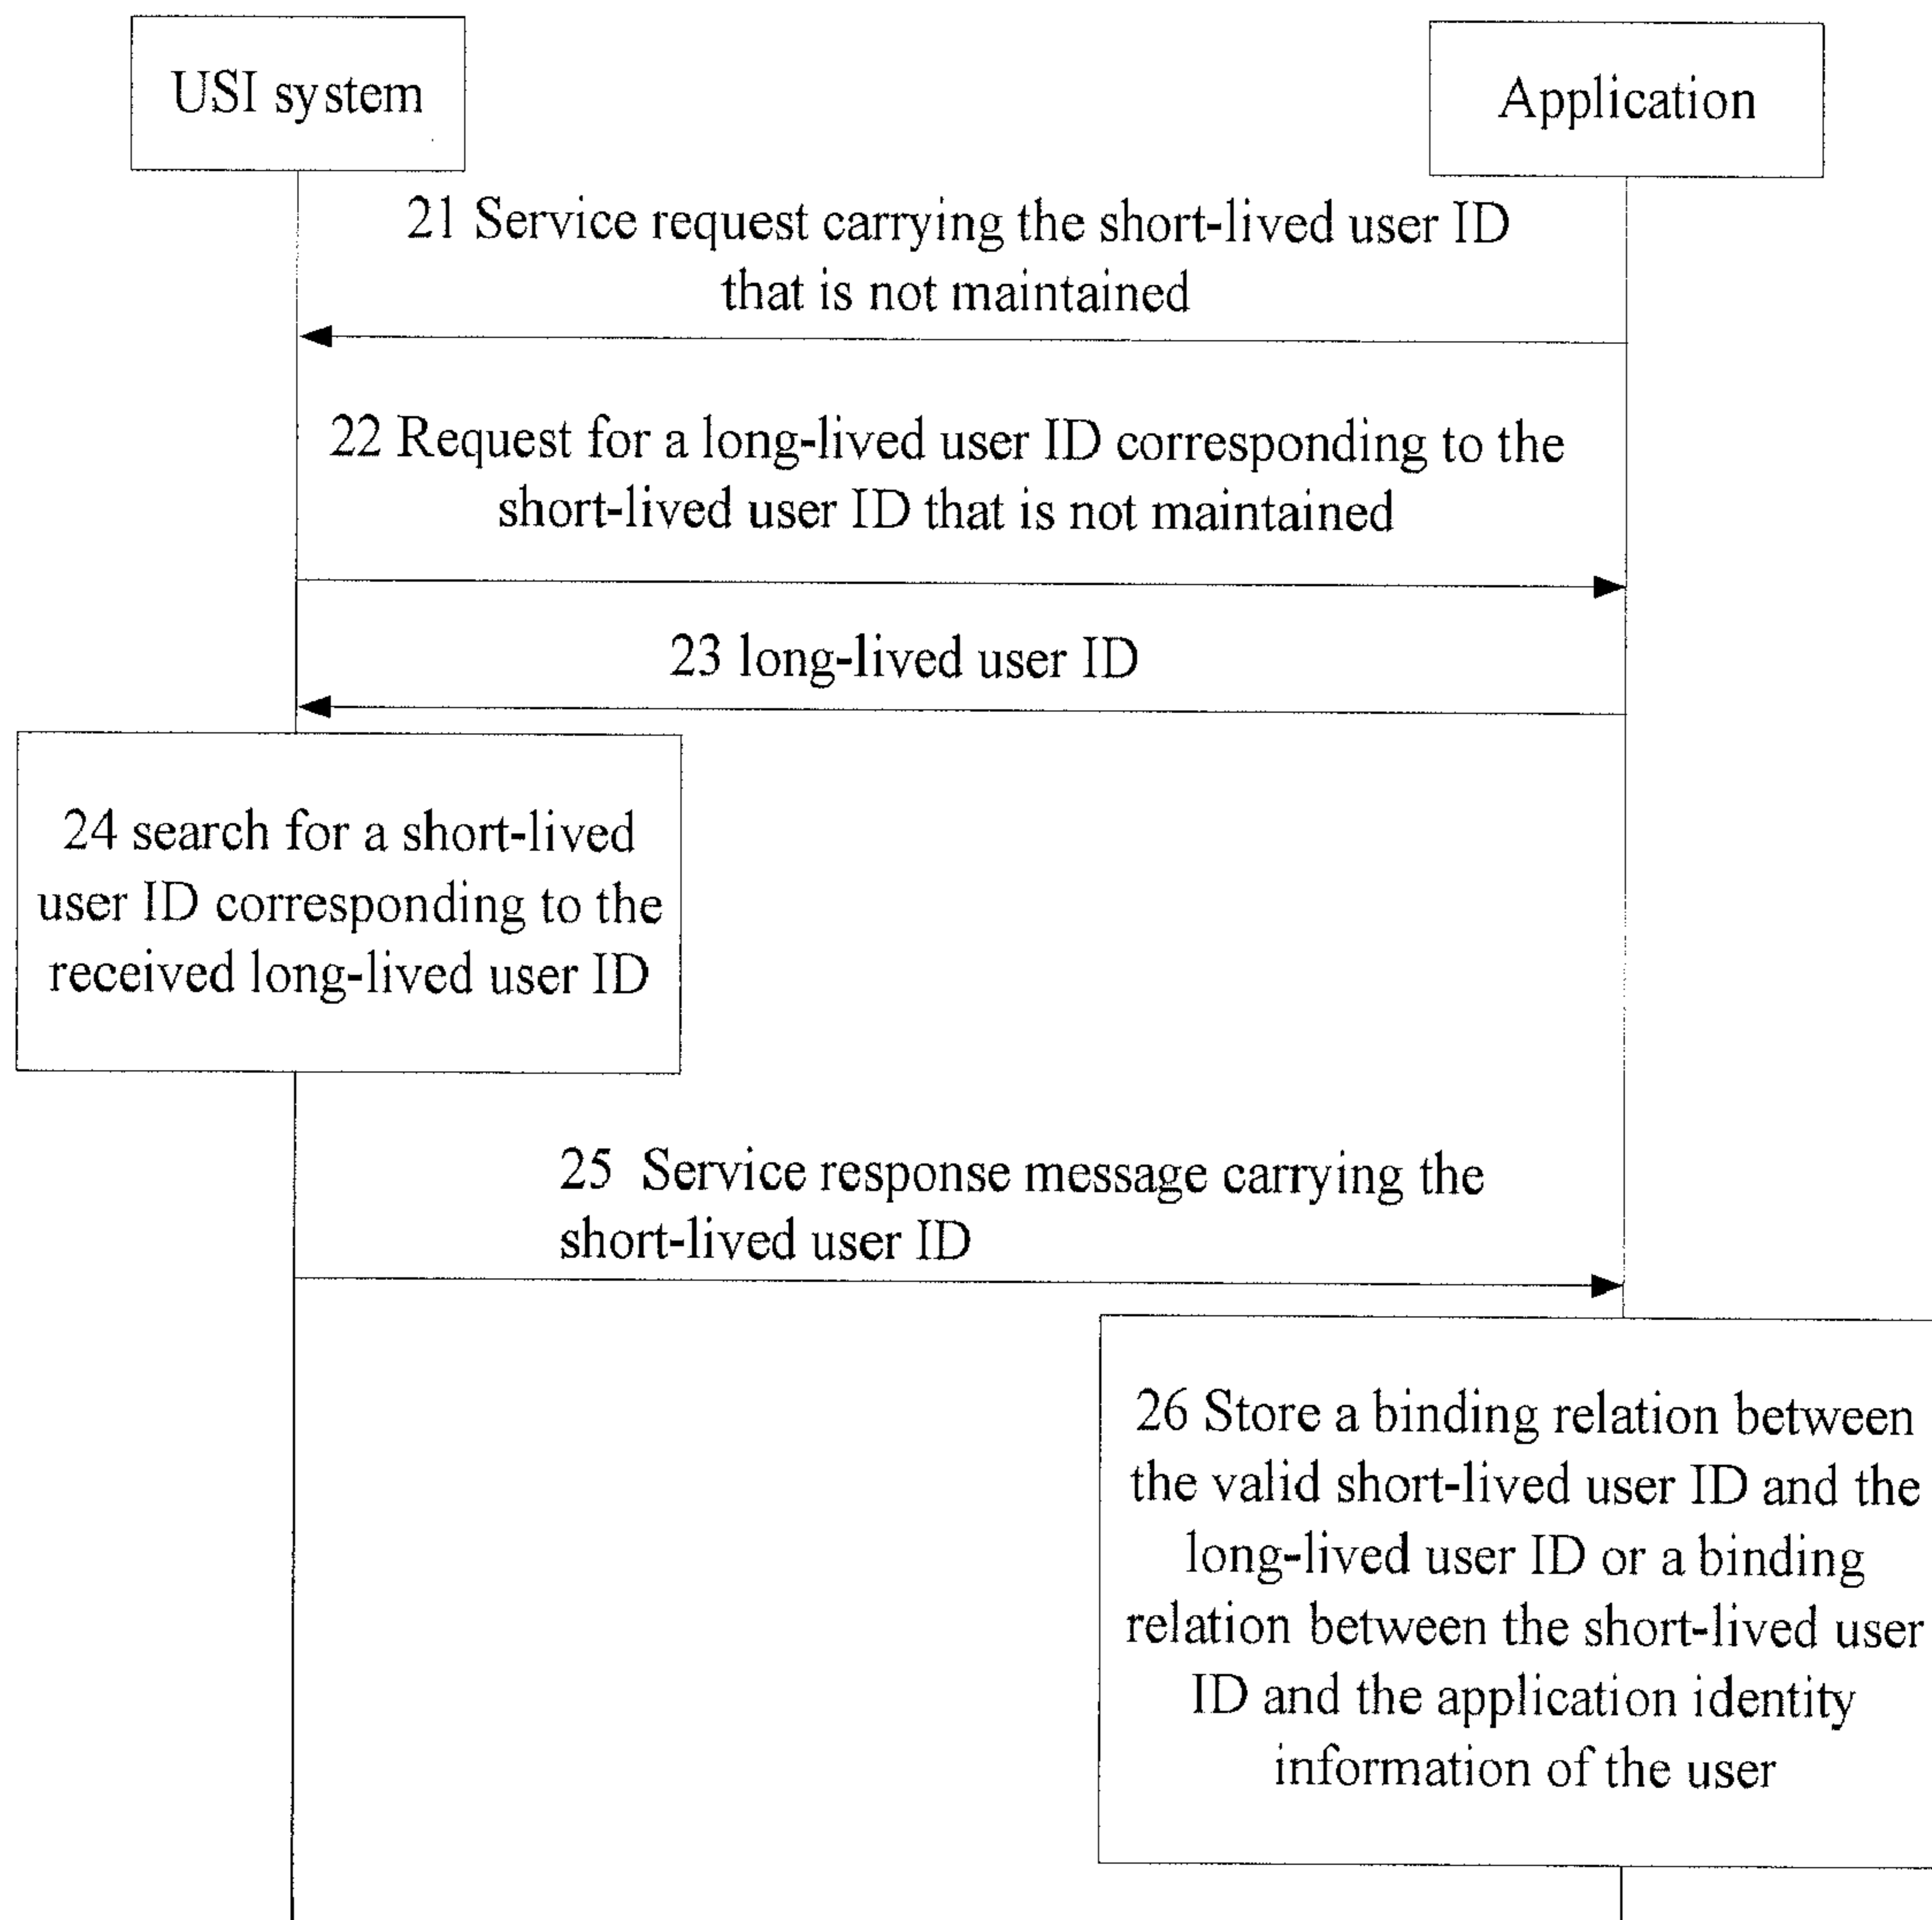 USI system
Application
21 Service request carrying the short-lived user ID
that is not maintained
22 Request for a long-lived user ID corresponding to the
short-lived user ID that is not maintained
23 long-lived user ID
24 search for a short-lived
user ID corresponding to the
received long-lived user ID
25 Service response message carrying the
short-lived user ID
26 Store a binding relation between
the valid short-lived user ID and the
long-lived user ID or a binding
relation between the short-lived user
ID and the application identity
information of the user